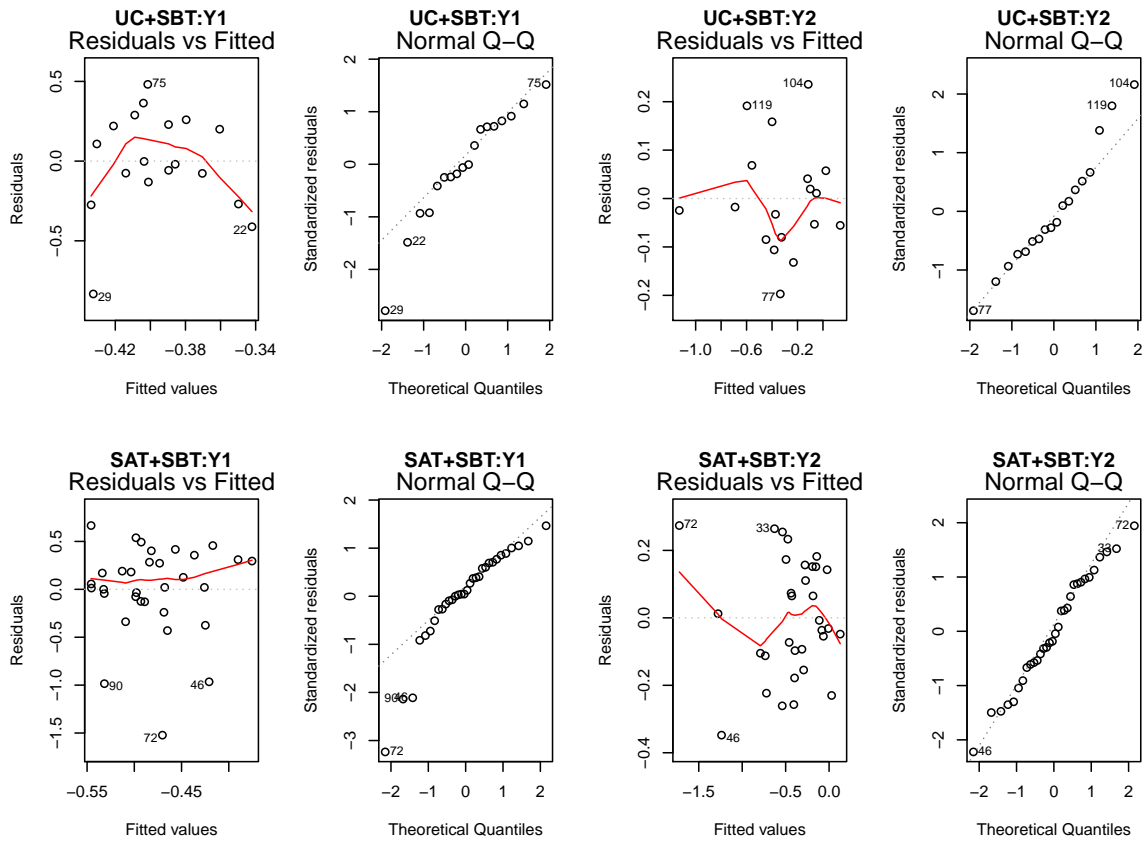 UC+SBT:Y1
Residuals vs Fitted
Residuals
0.5
0.0
−0.5
75
22
29
−0.42
−0.38
−0.34
Fitted values
UC+SBT:Y1
Normal Q−Q
Standardized residuals
2
1
0
−1
−2
75
22
29
−2
−1
0
1
2
Theoretical Quantiles
UC+SBT:Y2
Residuals vs Fitted
Residuals
0.2
0.1
0.0
−0.1
−0.2
104
119
77
−1.0
−0.6
−0.2
Fitted values
UC+SBT:Y2
Normal Q−Q
Standardized residuals
2
1
0
−1
104
119
77
−2
−1
0
1
2
Theoretical Quantiles
SAT+SBT:Y1
Residuals vs Fitted
Residuals
0.5
0.0
−0.5
−1.0
−1.5
90
46
72
−0.55
−0.45
Fitted values
SAT+SBT:Y1
Normal Q−Q
Standardized residuals
2
1
0
−1
−2
−3
90
46
72
−2
−1
0
1
2
Theoretical Quantiles
SAT+SBT:Y2
Residuals vs Fitted
Residuals
0.2
0.0
−0.2
−0.4
72
33
46
−1.5
−0.5
0.0
Fitted values
SAT+SBT:Y2
Normal Q−Q
Standardized residuals
2
1
0
−1
−2
72
33
46
−2
−1
0
1
2
Theoretical Quantiles